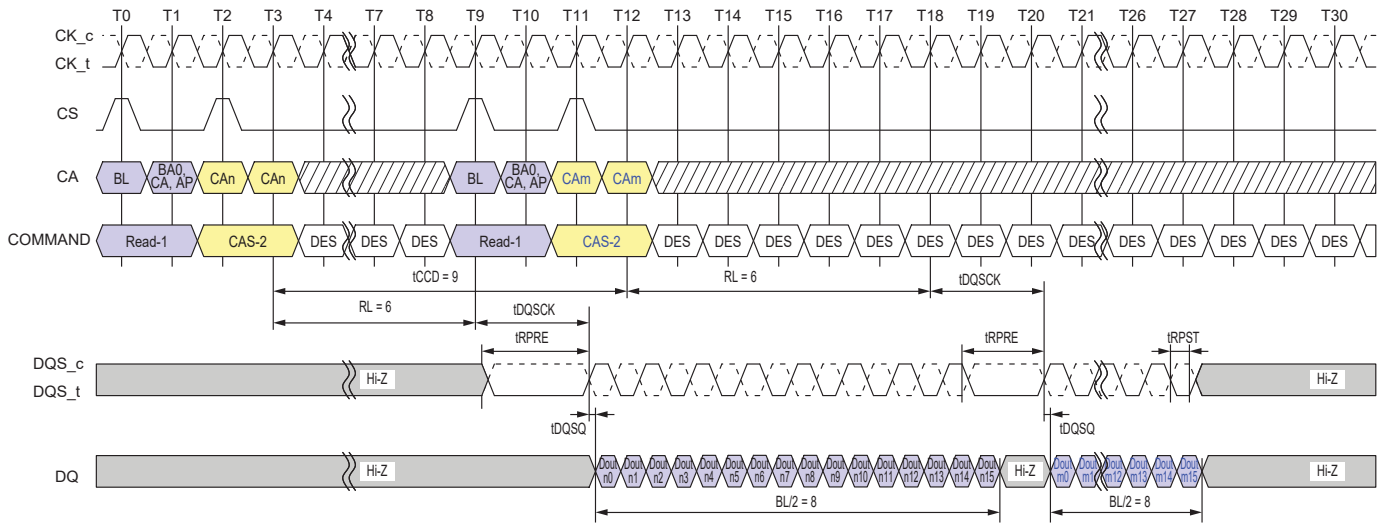 T0 T1 T2 T3 T4 T7 T8 T9 T10 T11 T12 T13 T14 T15 T16 T17 T18 T19 T20 T21 T26 T27 T28 T29 T30
CK_c
CK_t
CS
CA BL BA0, CA, AP CAn CAn BL BA0, CA, AP CAm CAm
COMMAND Read-1 CAS-2 DES DES DES Read-1 CAS-2 DES DES DES DES DES DES DES DES DES DES DES DES DES DES
tCCD = 9 RL = 6 tDQSCK
RL = 6 tDQSCK
tRPRE tRPRE tRPST
DQS_c
DQS_t
Hi-Z Hi-Z
tDQSQ tDQSQ
DQ Hi-Z Dout n0 Dout n1 Dout n2 Dout n3 Dout n4 Dout n5 Dout n6 Dout n7 Dout n8 Dout n9 Dout n10 Dout n11 Dout n12 Dout n13 Dout n14 Dout n15 Hi-Z Dout m0 Dout m1 Dout m12 Dout m13 Dout m14 Dout m15 Hi-Z
BL/2 = 8 BL/2 = 8